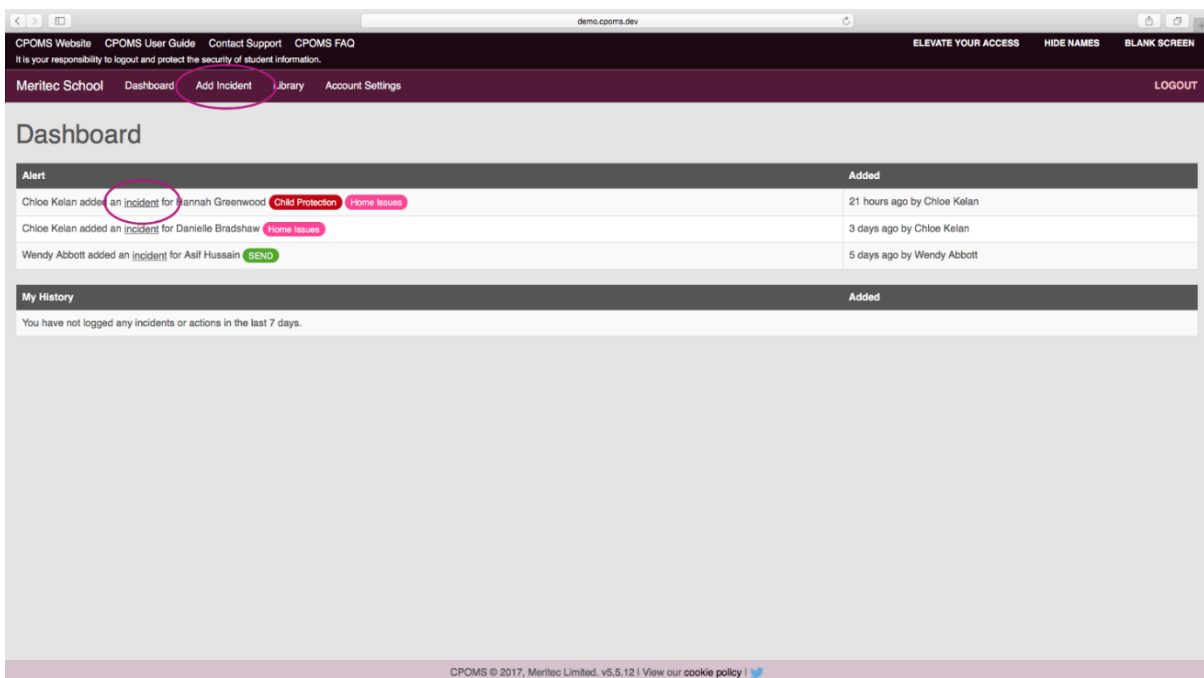 demo.cpoms.dev
CPOMS Website CPOMS User Guide Contact Support CPOMS FAQ ELEVATE YOUR ACCESS HIDE NAMES BLANK SCREEN
It is your responsibility to logout and protect the security of student information.
Meritec School Dashboard Add Incident Library Account Settings LOGOUT
Dashboard
Alert Added
Chloe Kelan added an incident for Hannah Greenwood Child Protection Home Issues 21 hours ago by Chloe Kelan
Chloe Kelan added an incident for Danielle Bradshaw Home Issues 3 days ago by Chloe Kelan
Wendy Abbott added an incident for Asif Hussain SEND 5 days ago by Wendy Abbott
My History Added
You have not logged any incidents or actions in the last 7 days.
CPOMS © 2017, Meritec Limited. v5.5.12 | View our cookie policy |